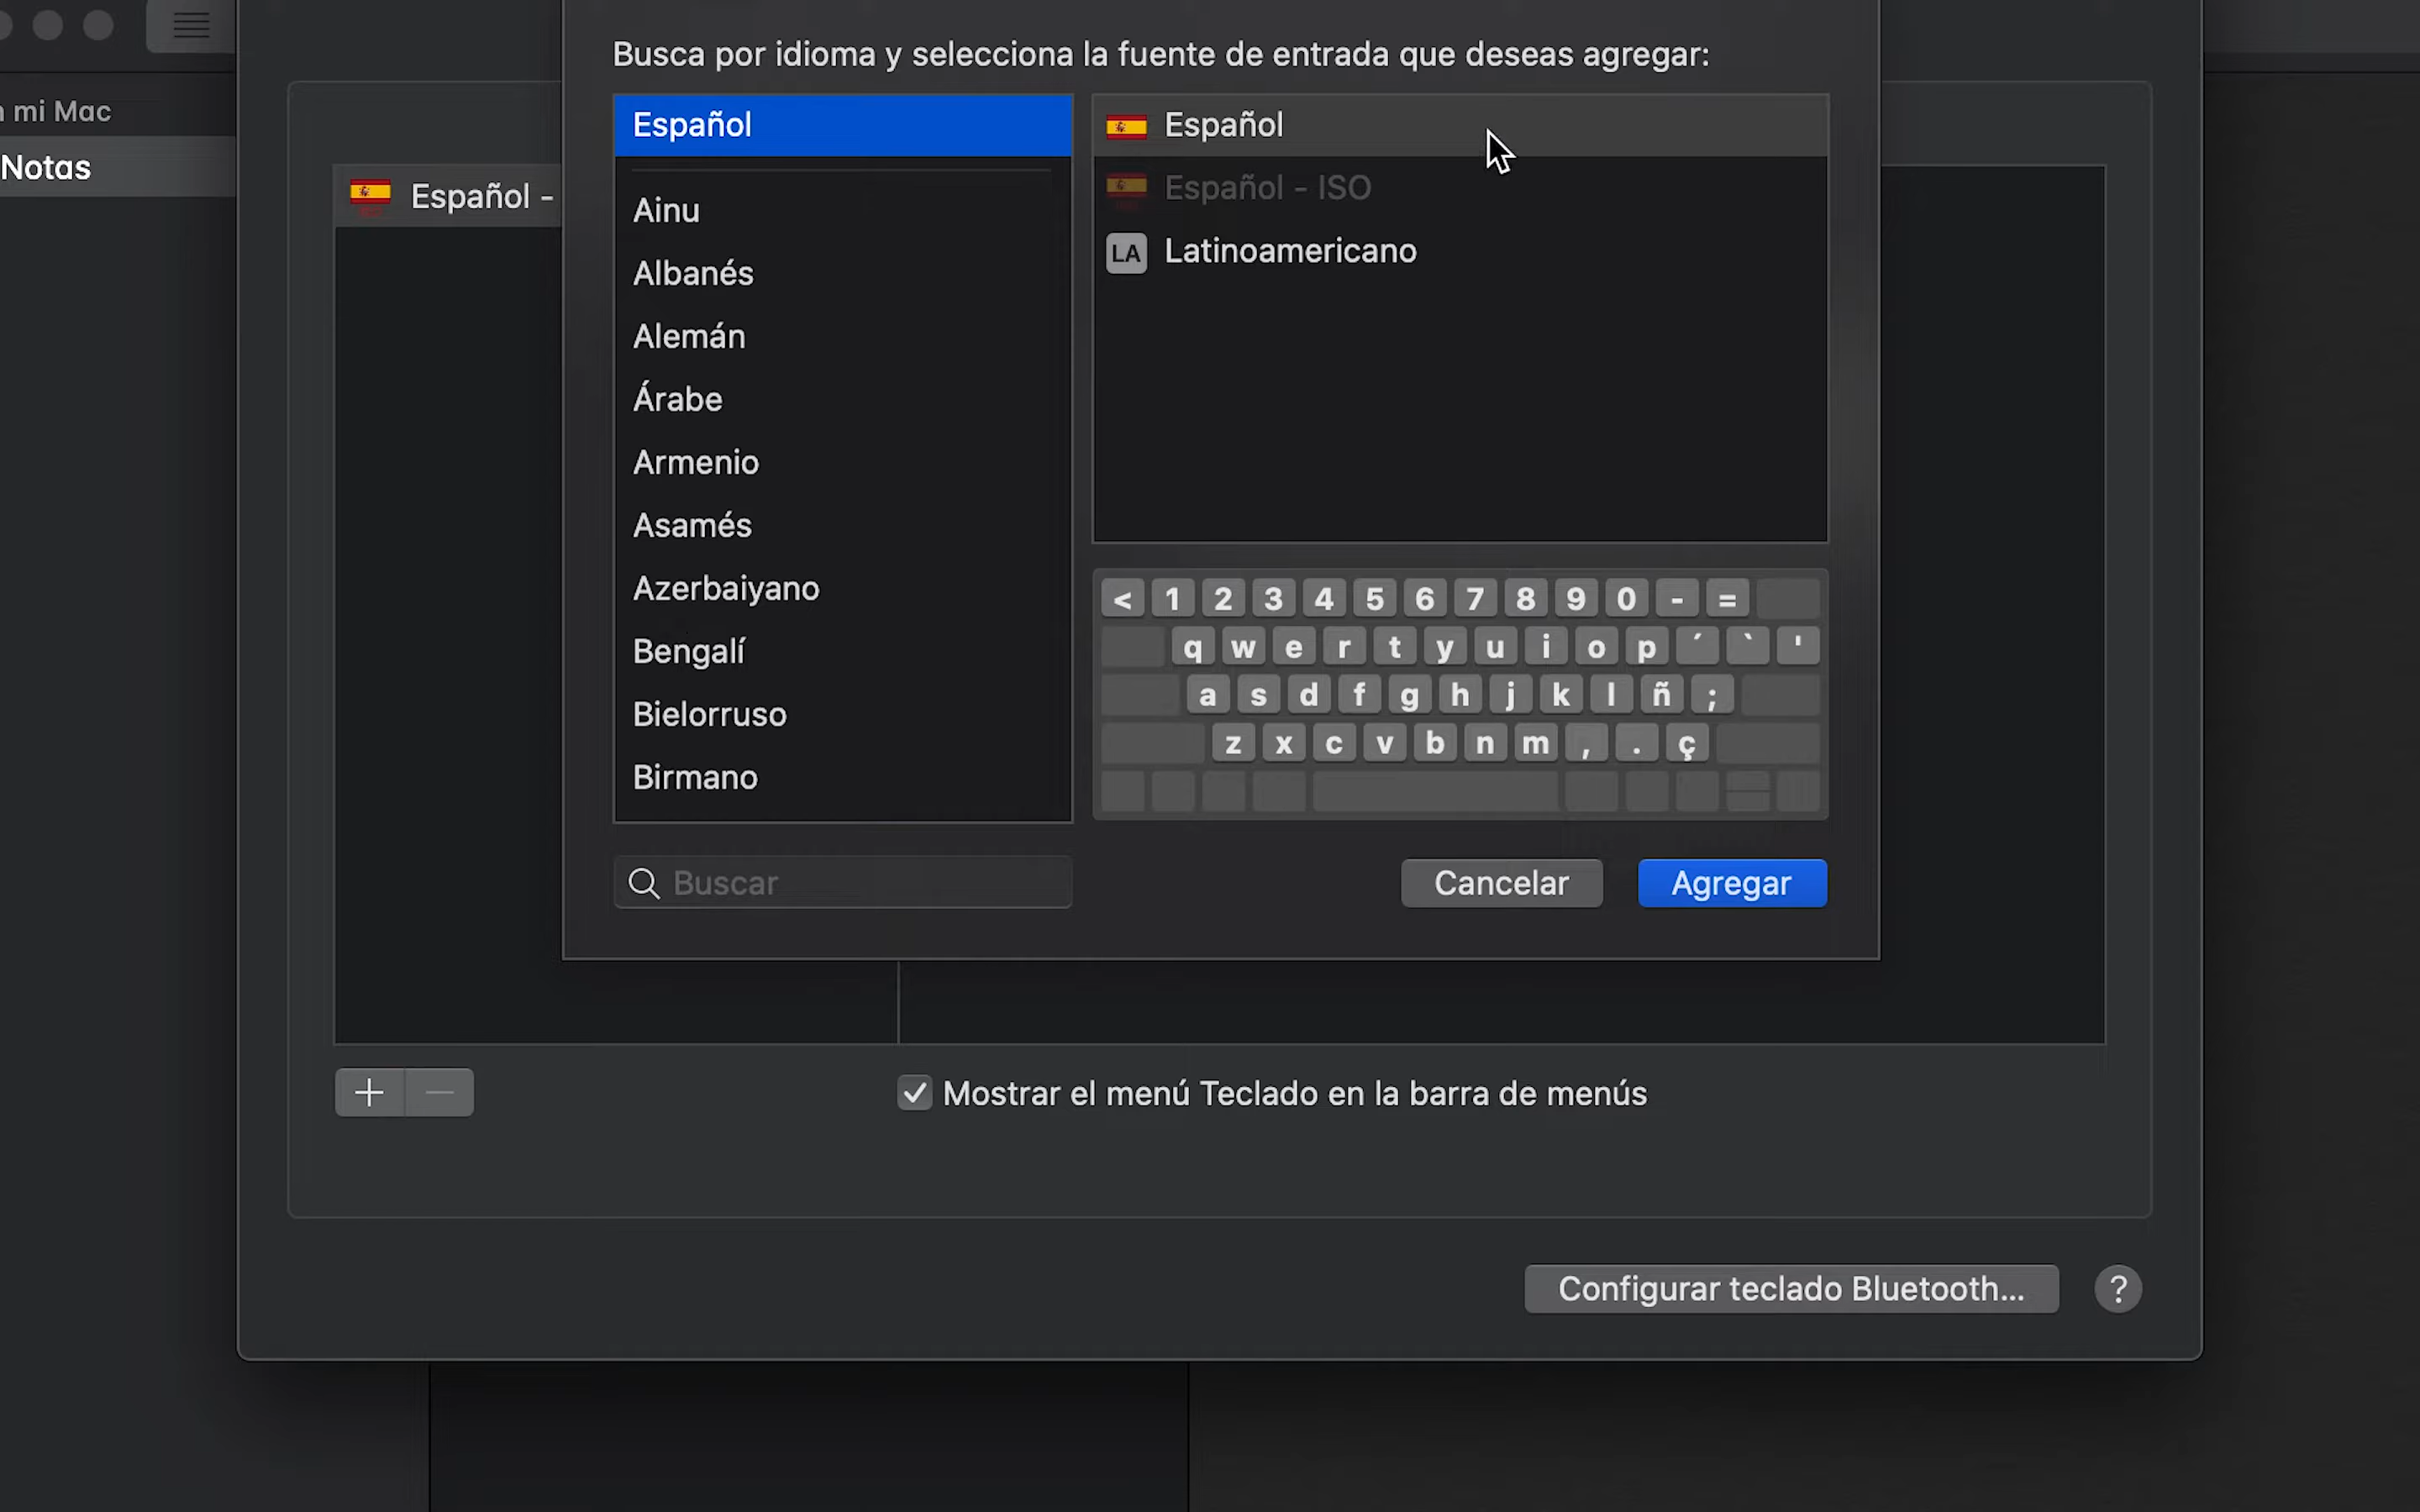 Busca por idioma y selecciona la fuente de entrada que deseas agregar:
mi Mac
Notas
Español -
Español
Ainu
Albanés
Alemán
Árabe
Armenio
Asamés
Azerbaiyano
Bengalí
Bielorruso
Birmano
Buscar
Español
Español - ISO
LA Latinoamericano
< 1 2 3 4 5 6 7 8 9 0 - =
q w e r t y u i o p ´ ` '
a s d f g h j k l ñ ;
z x c v b n m , . ç
Cancelar
Agregar
+ −
Mostrar el menú Teclado en la barra de menús
Configurar teclado Bluetooth...
?